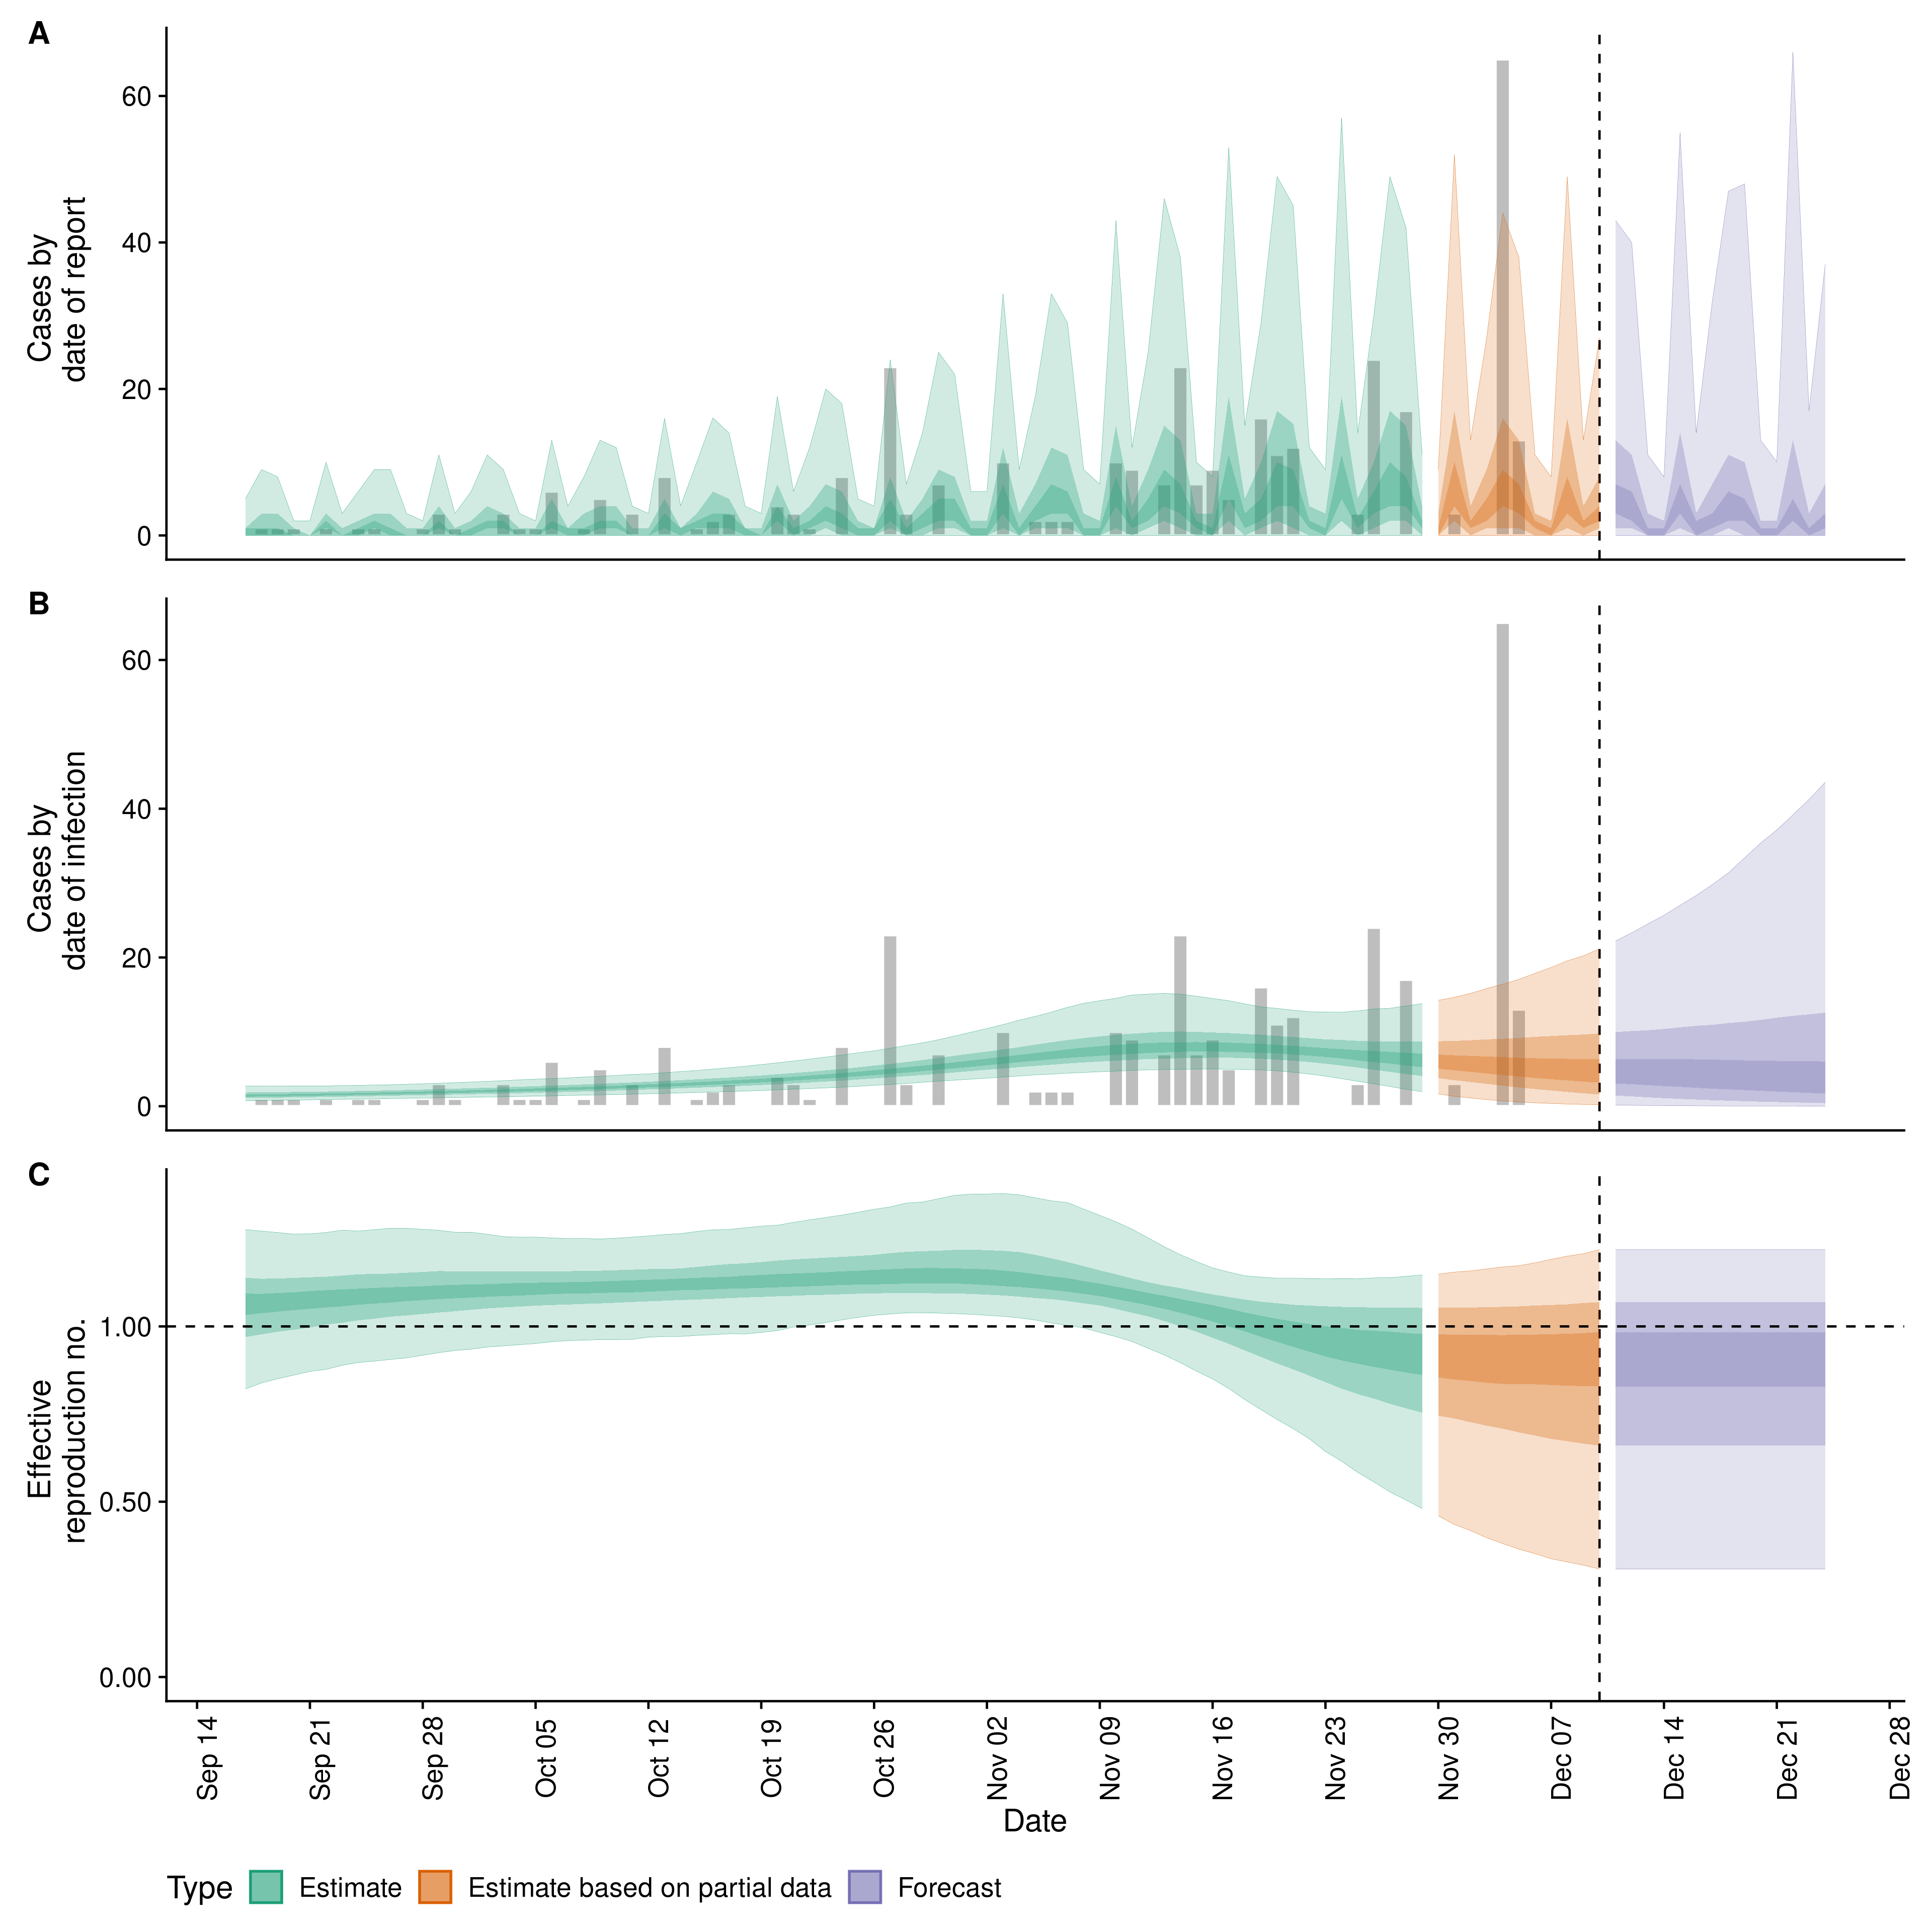 A
Cases by
date of report
60
40
20
0
B
Cases by
date of infection
60
40
20
0
C
Effective
reproduction no.
1.00
0.50
0.00
Sep 14
Sep 21
Sep 28
Oct 05
Oct 12
Oct 19
Oct 26
Nov 02
Nov 09
Nov 16
Nov 23
Nov 30
Dec 07
Dec 14
Dec 21
Dec 28
Date
Type Estimate Estimate based on partial data Forecast